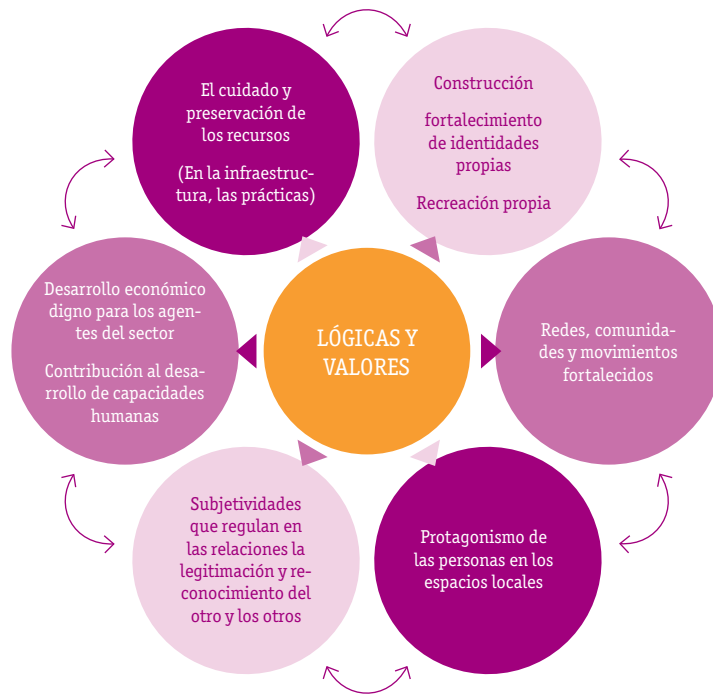 El cuidado y
preservación de
los recursos
(En la infraestruc-
tura, las prácticas)
Construcción
fortalecimiento
de identidades
propias
Recreación propia
Desarrollo económico
digno para los agen-
tes del sector
Contribución al desa-
rrollo de capacidades
humanas
LÓGICAS Y
VALORES
Redes, comunida-
des y movimientos
fortalecidos
Subjetividades
que regulan en
las relaciones la
legitimación y re-
conocimiento del
otro y los otros
Protagonismo de
las personas en los
espacios locales